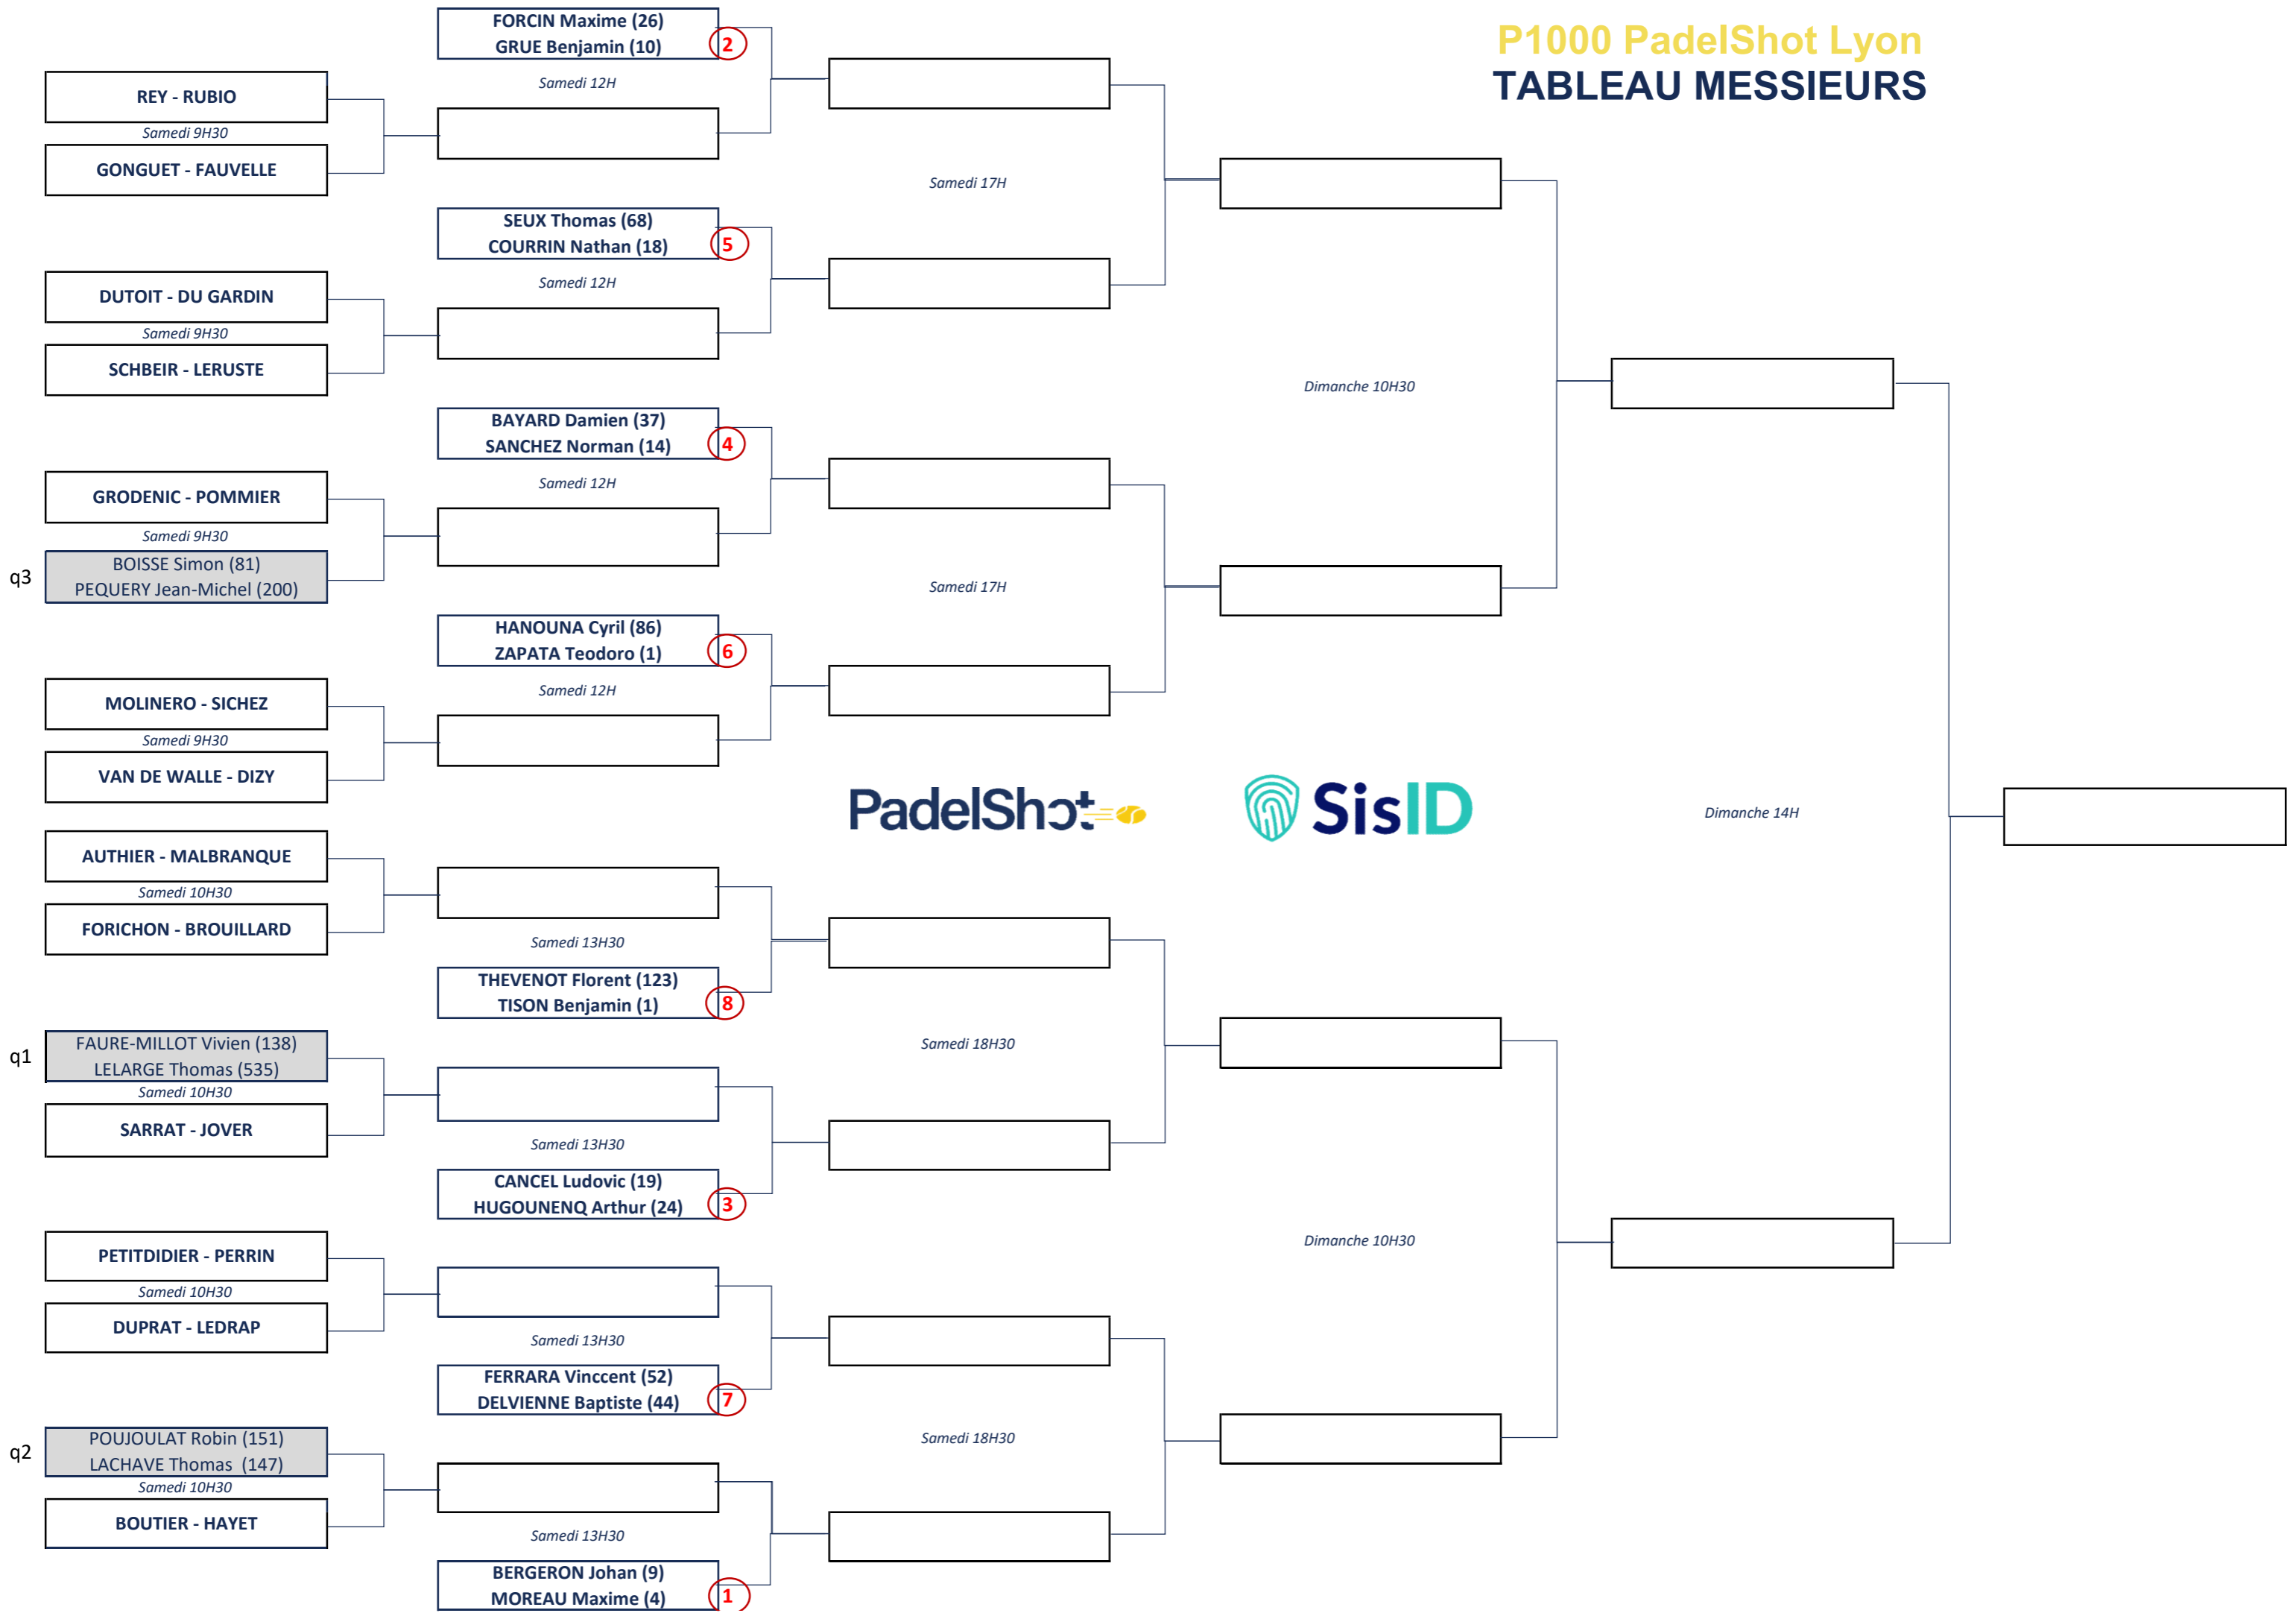 P1000 PadelShot Lyon
TABLEAU MESSIEURS
FORCIN Maxime (26)
GRUE Benjamin (10)
2
Samedi 12H
REY - RUBIO
Samedi 9H30
GONGUET - FAUVELLE
Samedi 17H
SEUX Thomas (68)
COURRIN Nathan (18)
5
Samedi 12H
DUTOIT - DU GARDIN
Samedi 9H30
SCHBEIR - LERUSTE
Dimanche 10H30
BAYARD Damien (37)
SANCHEZ Norman (14)
4
Samedi 12H
GRODENIC - POMMIER
Samedi 9H30
q3
BOISSE Simon (81)
PEQUERY Jean-Michel (200)
Samedi 17H
HANOUNA Cyril (86)
ZAPATA Teodoro (1)
6
Samedi 12H
MOLINERO - SICHEZ
Samedi 9H30
VAN DE WALLE - DIZY
PadelShot
SisID
Dimanche 14H
AUTHIER - MALBRANQUE
Samedi 10H30
FORICHON - BROUILLARD
Samedi 13H30
THEVENOT Florent (123)
TISON Benjamin (1)
8
q1
FAURE-MILLOT Vivien (138)
LELARGE Thomas (535)
Samedi 10H30
SARRAT - JOVER
Samedi 18H30
Samedi 13H30
CANCEL Ludovic (19)
HUGOUNENQ Arthur (24)
3
PETITDIDIER - PERRIN
Samedi 10H30
DUPRAT - LEDRAP
Dimanche 10H30
Samedi 13H30
FERRARA Vinccent (52)
DELVIENNE Baptiste (44)
7
q2
POUJOULAT Robin (151)
LACHAVE Thomas (147)
Samedi 10H30
BOUTIER - HAYET
Samedi 18H30
Samedi 13H30
BERGERON Johan (9)
MOREAU Maxime (4)
1